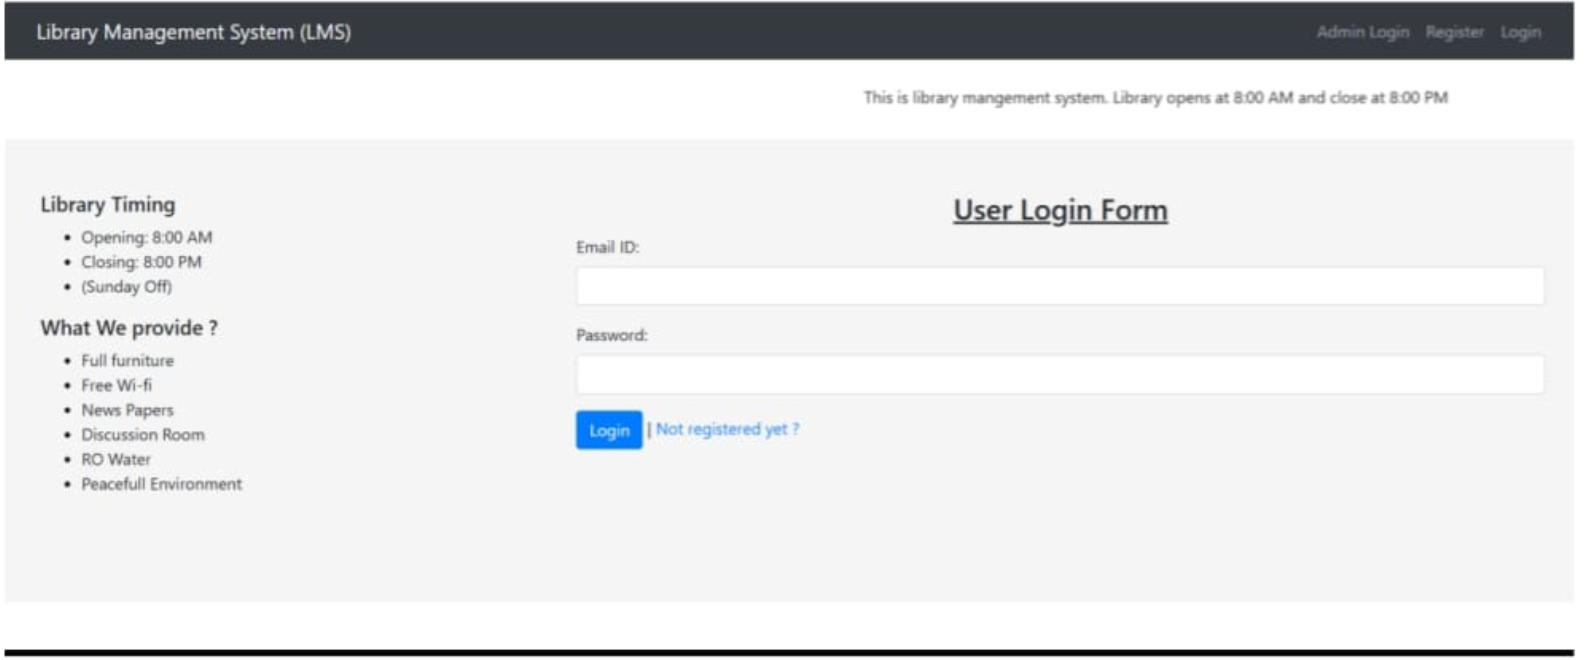 Library Management System (LMS)
Admin Login Register Login
This is library mangement system. Library opens at 8:00 AM and close at 8:00 PM
Library Timing
Opening: 8:00 AM
Closing: 8:00 PM
(Sunday Off)
What We provide ?
Full furniture
Free Wi-fi
News Papers
Discussion Room
RO Water
Peacefull Environment
User Login Form
Email ID:
Password:
Login | Not registered yet ?